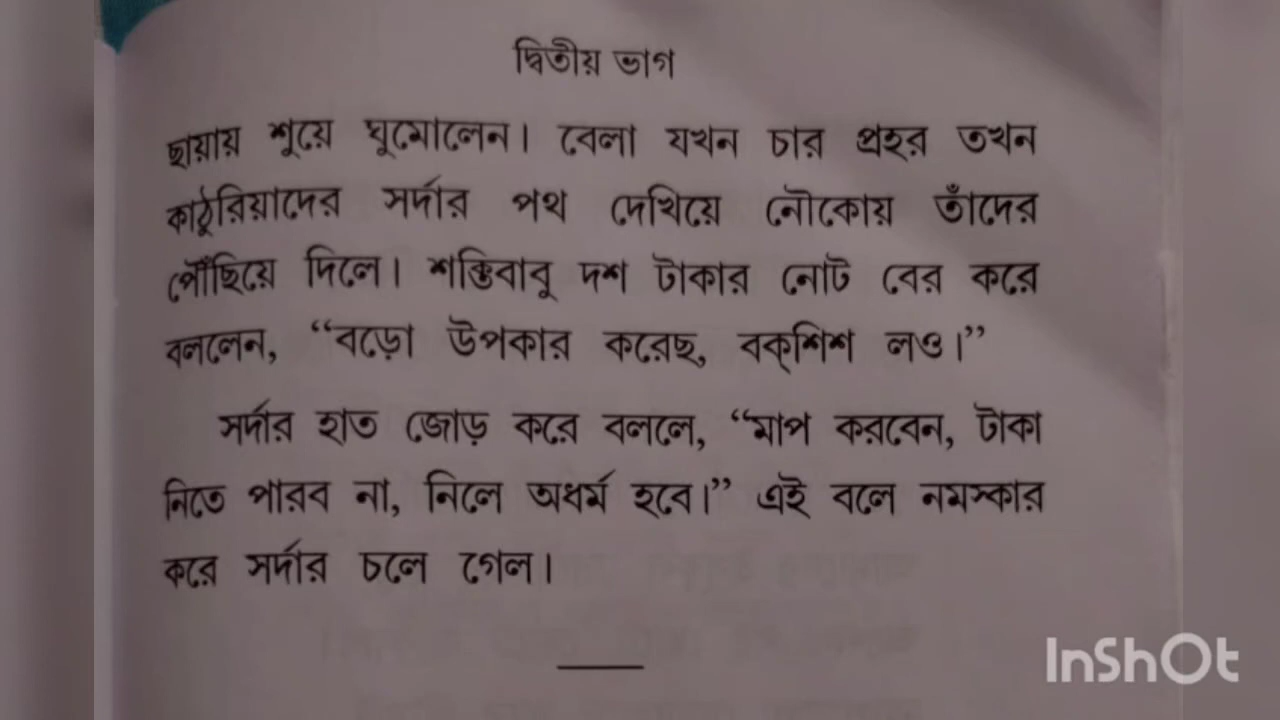 দ্বিতীয় ভাগ
ছায়ায় শুয়ে ঘুমোলেন। বেলা যখন চার প্রহর তখন
কাঠুরিয়াদের সর্দার পথ দেখিয়ে নৌকোয় তাঁদের
পৌঁছিয়ে দিলে। শক্তিবাবু দশ টাকার নোট বের করে
বললেন, “বড়ো উপকার করেছ, বক্‌শিশ লও।”
সর্দার হাত জোড় করে বললে, “মাপ করবেন, টাকা
নিতে পারব না, নিলে অধর্ম হবে।” এই বলে নমস্কার
করে সর্দার চলে গেল।
InShOt